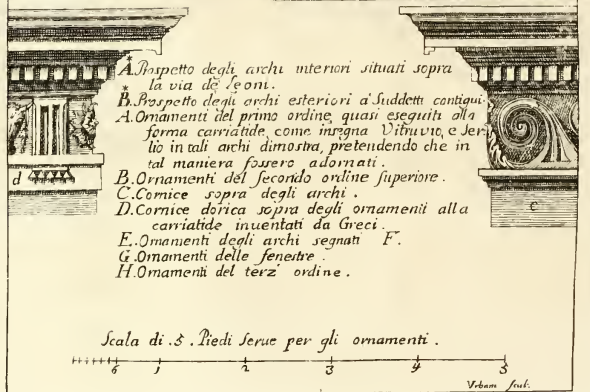 *A. Prospetto degli archi interiori situati sopra
la via de' Leoni.
*B. Prospetto degli archi esteriori a' Suddetti contigui.
A. Ornamenti del primo ordine, quasi eseguiti alla
forma carriatide, come insegna Vitruvio, e Ser
lio in tali archi dimostra, pretendendo che in
tal maniera fossero adornati.
B. Ornamenti del Secondo ordine superiore.
C. Cornice sopra degli archi.
D. Cornice dorica sopra degli ornamenti alla
carriatide inuentati da Greci.
E. Ornamenti degli archi segnati F.
G. Ornamenti delle fenestre.
H. Ornamenti del terz' ordine.
d
C
Scala di .5. Piedi serue per gli ornamenti.
6 1 2 3 4 5
Urbani scul.